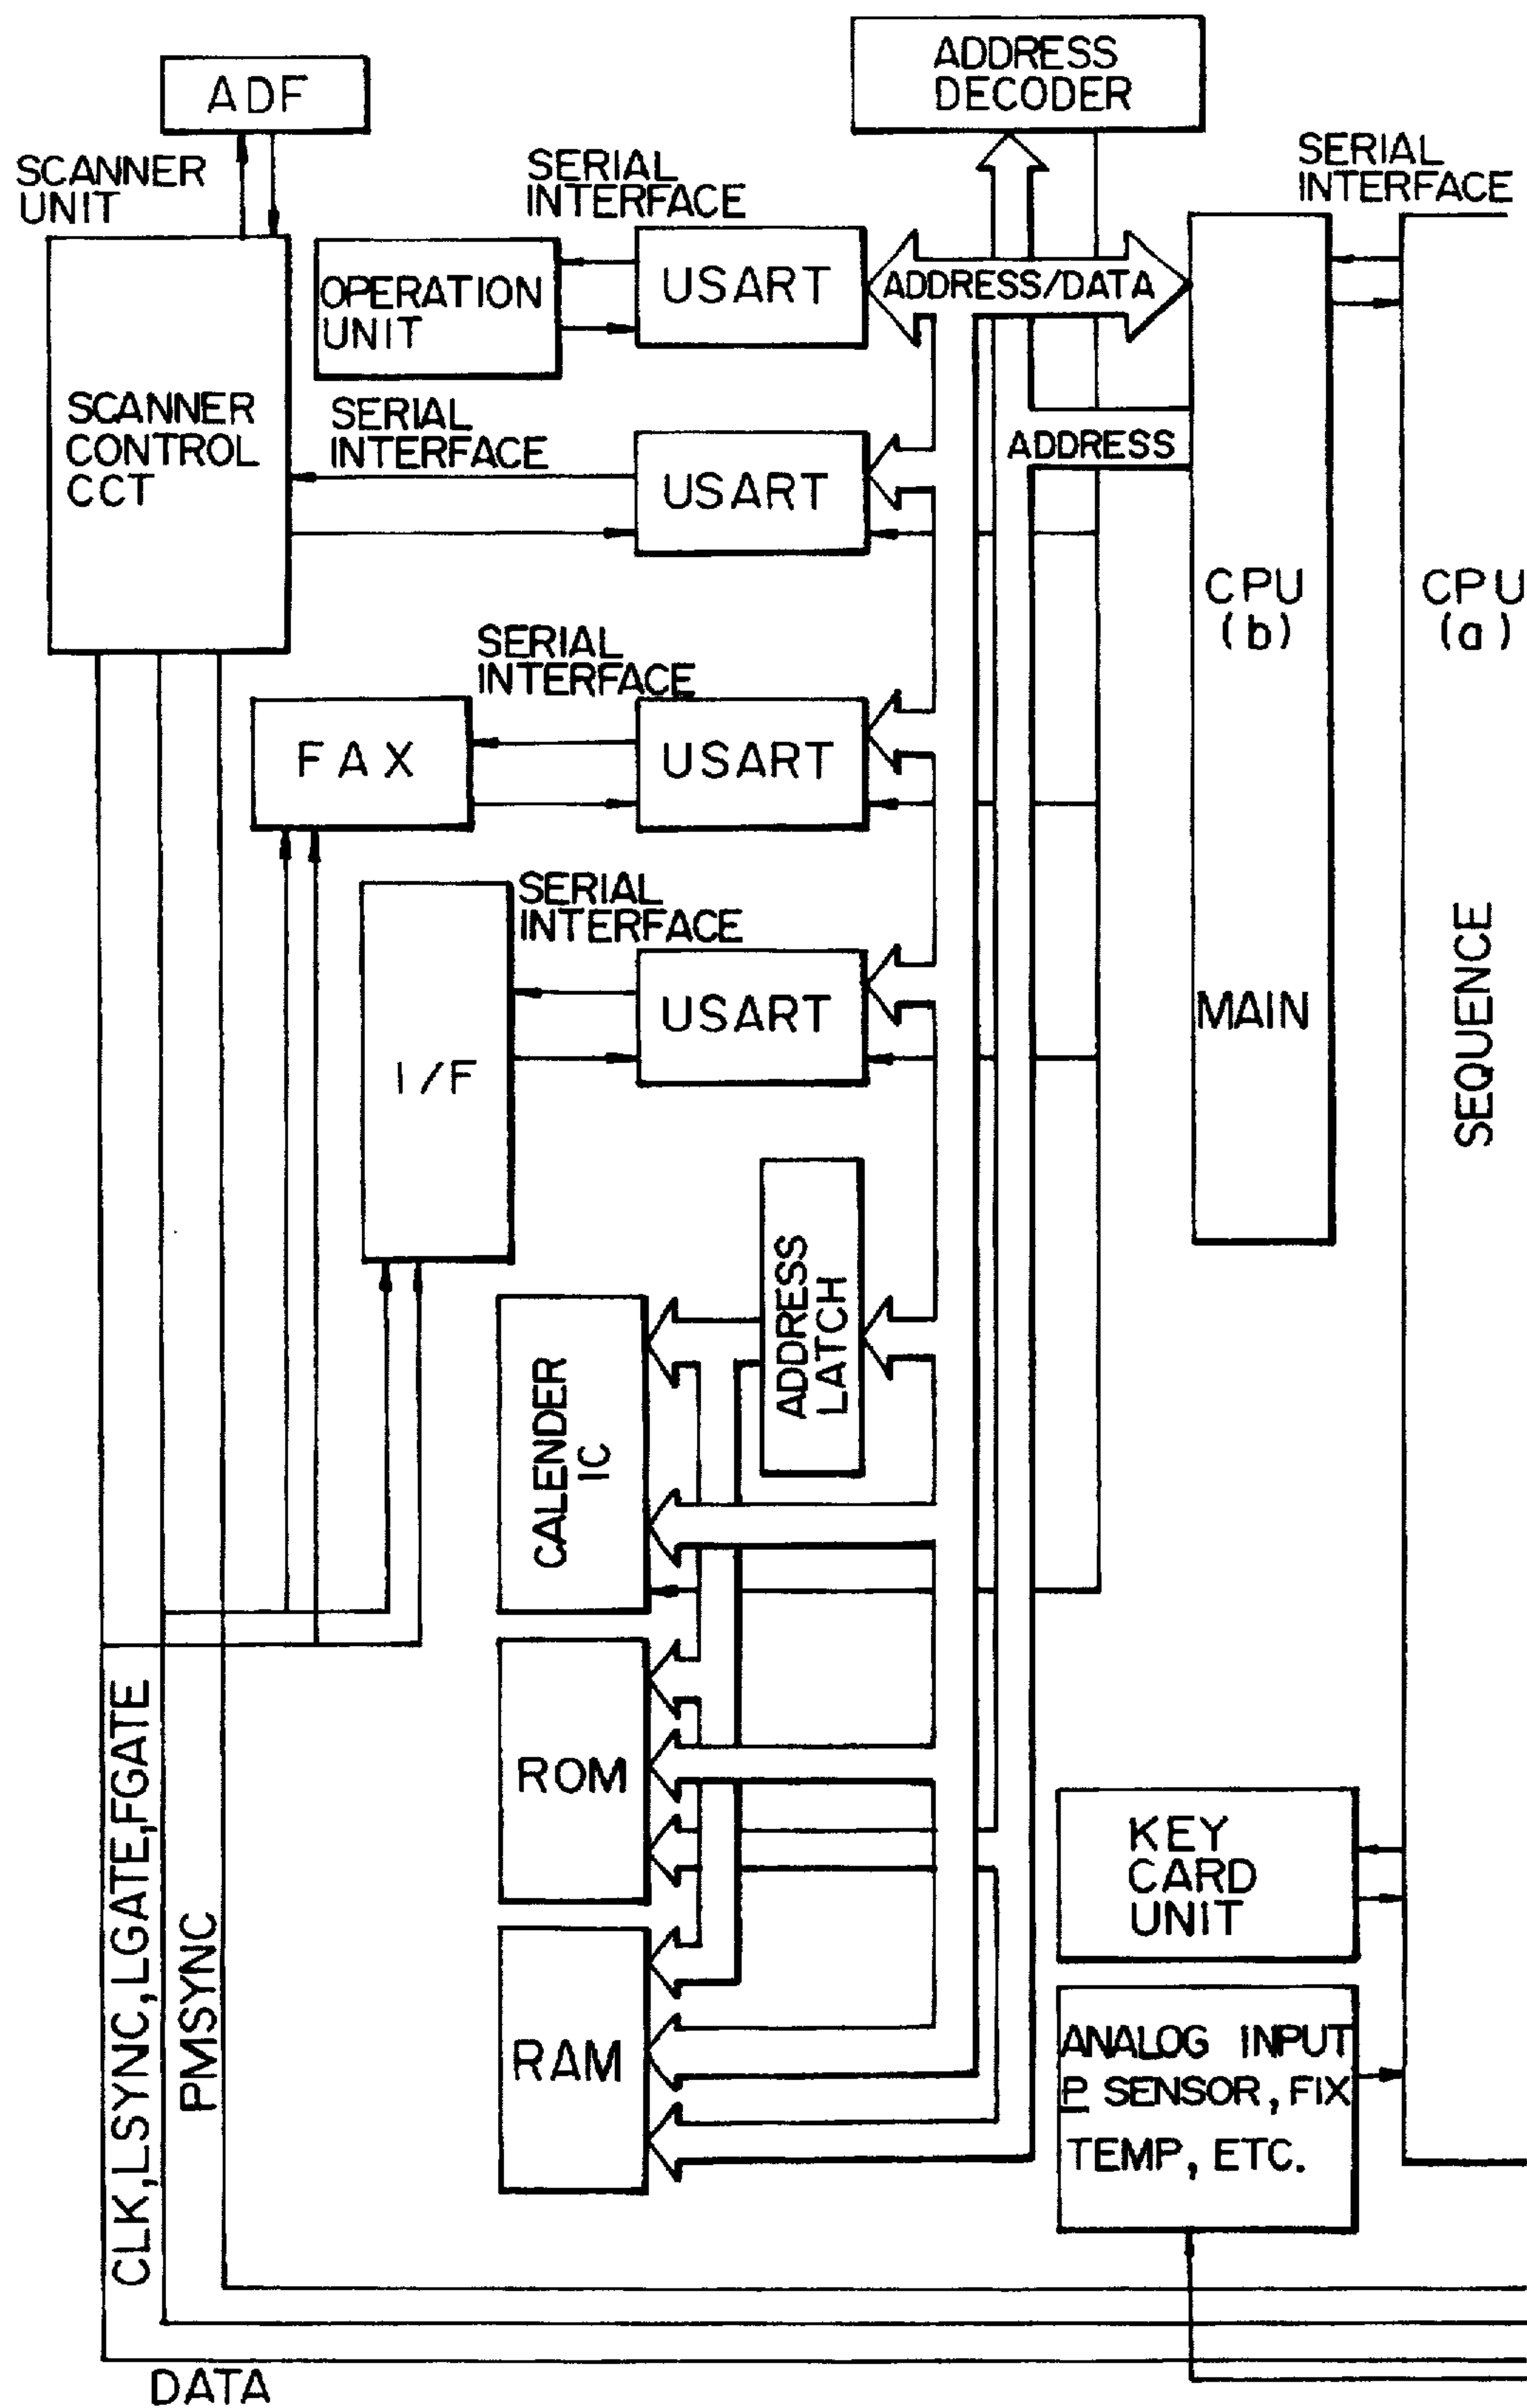 ADDRESS
DECODER
ADF
SCANNER
UNIT
SERIAL
INTERFACE
SERIAL
INTERFACE
OPERATION
UNIT
USART
ADDRESS/DATA
SCANNER
CONTROL
CCT
SERIAL
INTERFACE
USART
ADDRESS
CPU
(b)
CPU
(a)
SERIAL
INTERFACE
FAX
USART
SERIAL
INTERFACE
I/F
USART
MAIN
SEQUENCE
ADDRESS
LATCH
CALENDER
IC
ROM
RAM
KEY
CARD
UNIT
ANALOG INPUT
P SENSOR, FIX
TEMP, ETC.
CLK,LSYNC,LGATE,FGATE
PMSYNC
DATA